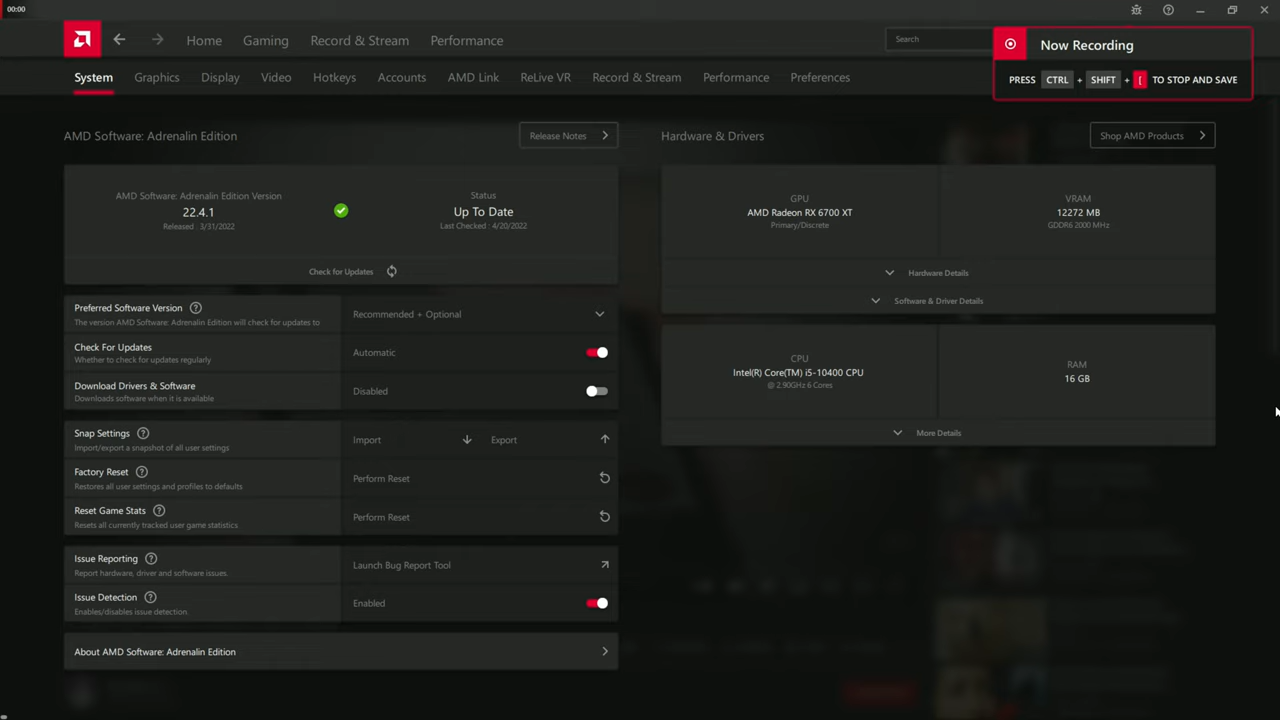 00:00
Home
Gaming
Record & Stream
Performance
Search
Now Recording
PRESS CTRL + SHIFT + [ TO STOP AND SAVE
System
Graphics
Display
Video
Hotkeys
Accounts
AMD Link
ReLive VR
Record & Stream
Performance
Preferences
AMD Software: Adrenalin Edition
Release Notes
AMD Software: Adrenalin Edition Version
22.4.1
Released : 3/31/2022
Status
Up To Date
Last Checked : 4/20/2022
Check for Updates
Preferred Software Version
The version AMD Software: Adrenalin Edition will check for updates to
Recommended + Optional
Check For Updates
Whether to check for updates regularly
Automatic
Download Drivers & Software
Downloads software when it is available
Disabled
Snap Settings
Import/export a snapshot of all user settings
Import
Export
Factory Reset
Restores all user settings and profiles to defaults
Perform Reset
Reset Game Stats
Resets all currently tracked user game statistics
Perform Reset
Issue Reporting
Report hardware, driver and software issues.
Launch Bug Report Tool
Issue Detection
Enables/disables issue detection.
Enabled
About AMD Software: Adrenalin Edition
Hardware & Drivers
Shop AMD Products
GPU
AMD Radeon RX 6700 XT
Primary/Discrete
VRAM
12272 MB
GDDR6 2000 MHz
Hardware Details
Software & Driver Details
CPU
Intel(R) Core(TM) i5-10400 CPU
@ 2.90GHz 6 Cores
RAM
16 GB
More Details